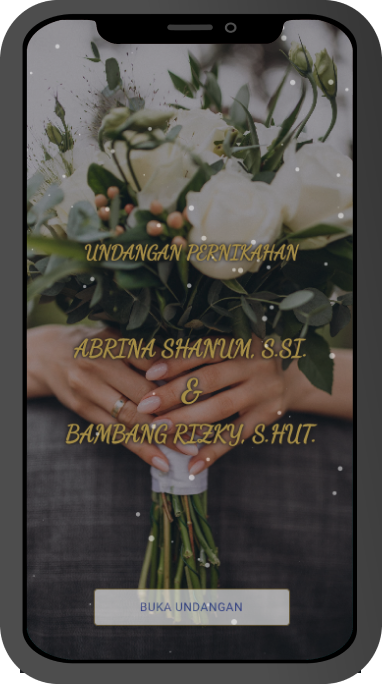 UNDANGAN PERNIKAHAN
ABRINA SHANUM, S.SI.
&
BAMBANG RIZKY, S.HUT.
BUKA UNDANGAN